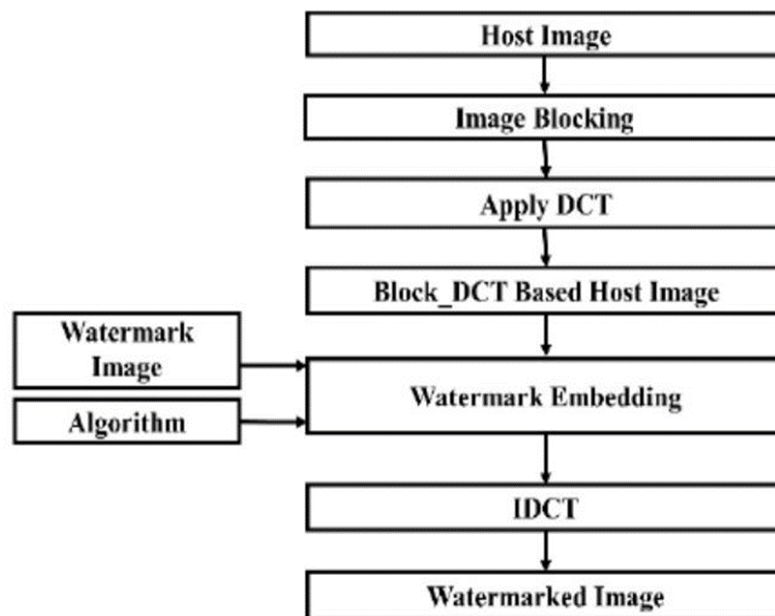 Host Image
Image Blocking
Apply DCT
Block_DCT Based Host Image
Watermark
Image
Algorithm
Watermark Embedding
IDCT
Watermarked Image